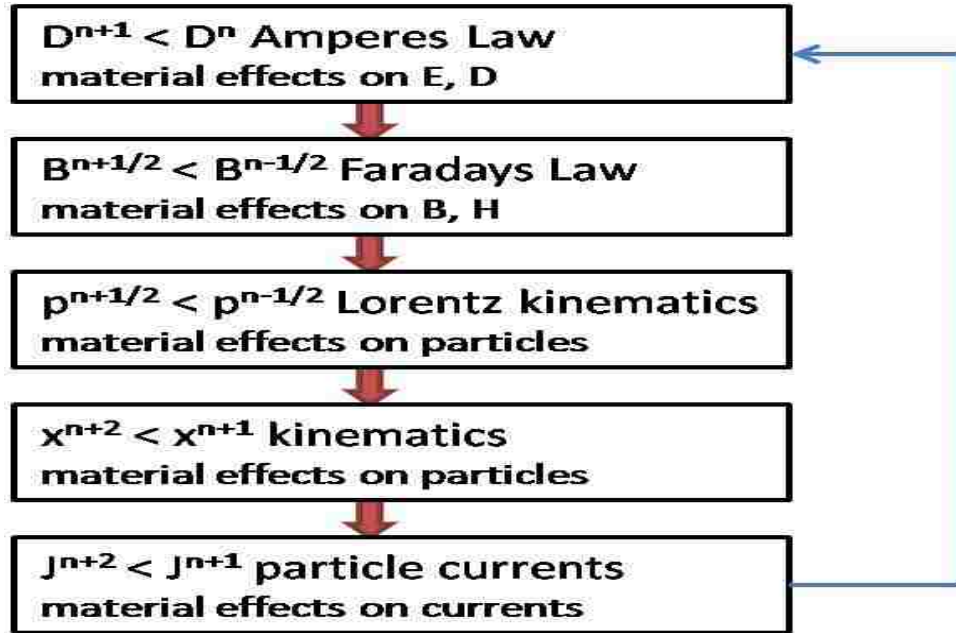 Dⁿ⁺¹ < Dⁿ Amperes Law
material effects on E, D
Bⁿ⁺¹/² < Bⁿ⁻¹/² Faradays Law
material effects on B, H
pⁿ⁺¹/² < pⁿ⁻¹/² Lorentz kinematics
material effects on particles
xⁿ⁺² < xⁿ⁺¹ kinematics
material effects on particles
Jⁿ⁺² < Jⁿ⁺¹ particle currents
material effects on currents